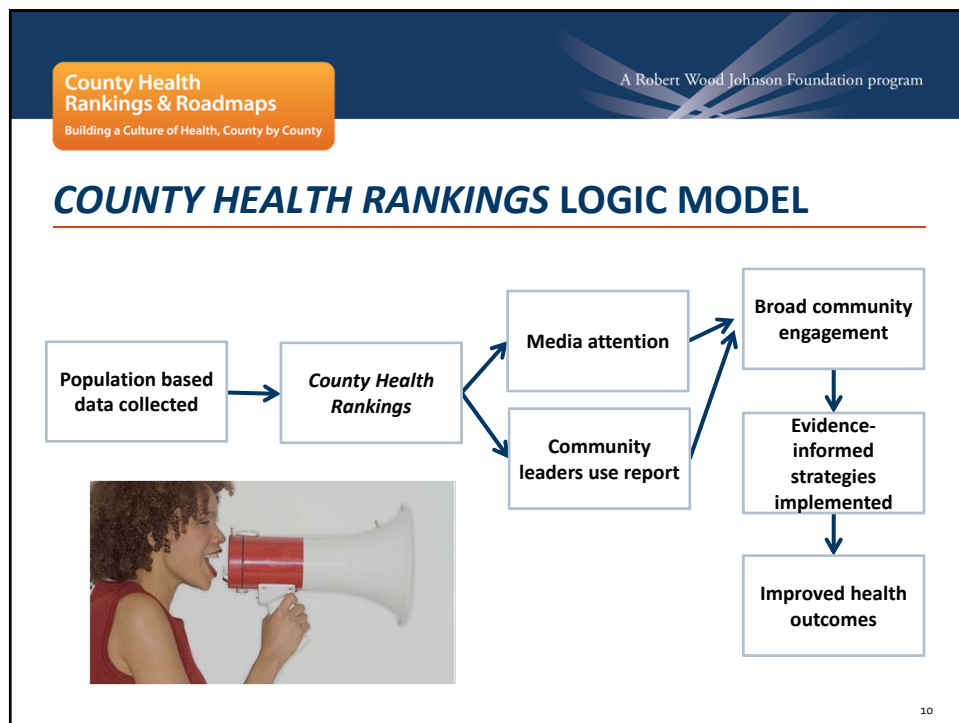 County Health
Rankings & Roadmaps
Building a Culture of Health, County by County
A Robert Wood Johnson Foundation program
COUNTY HEALTH RANKINGS LOGIC MODEL
Population based
data collected
County Health
Rankings
Media attention
Community
leaders use report
Broad community
engagement
Evidence-
informed
strategies
implemented
Improved health
outcomes
10